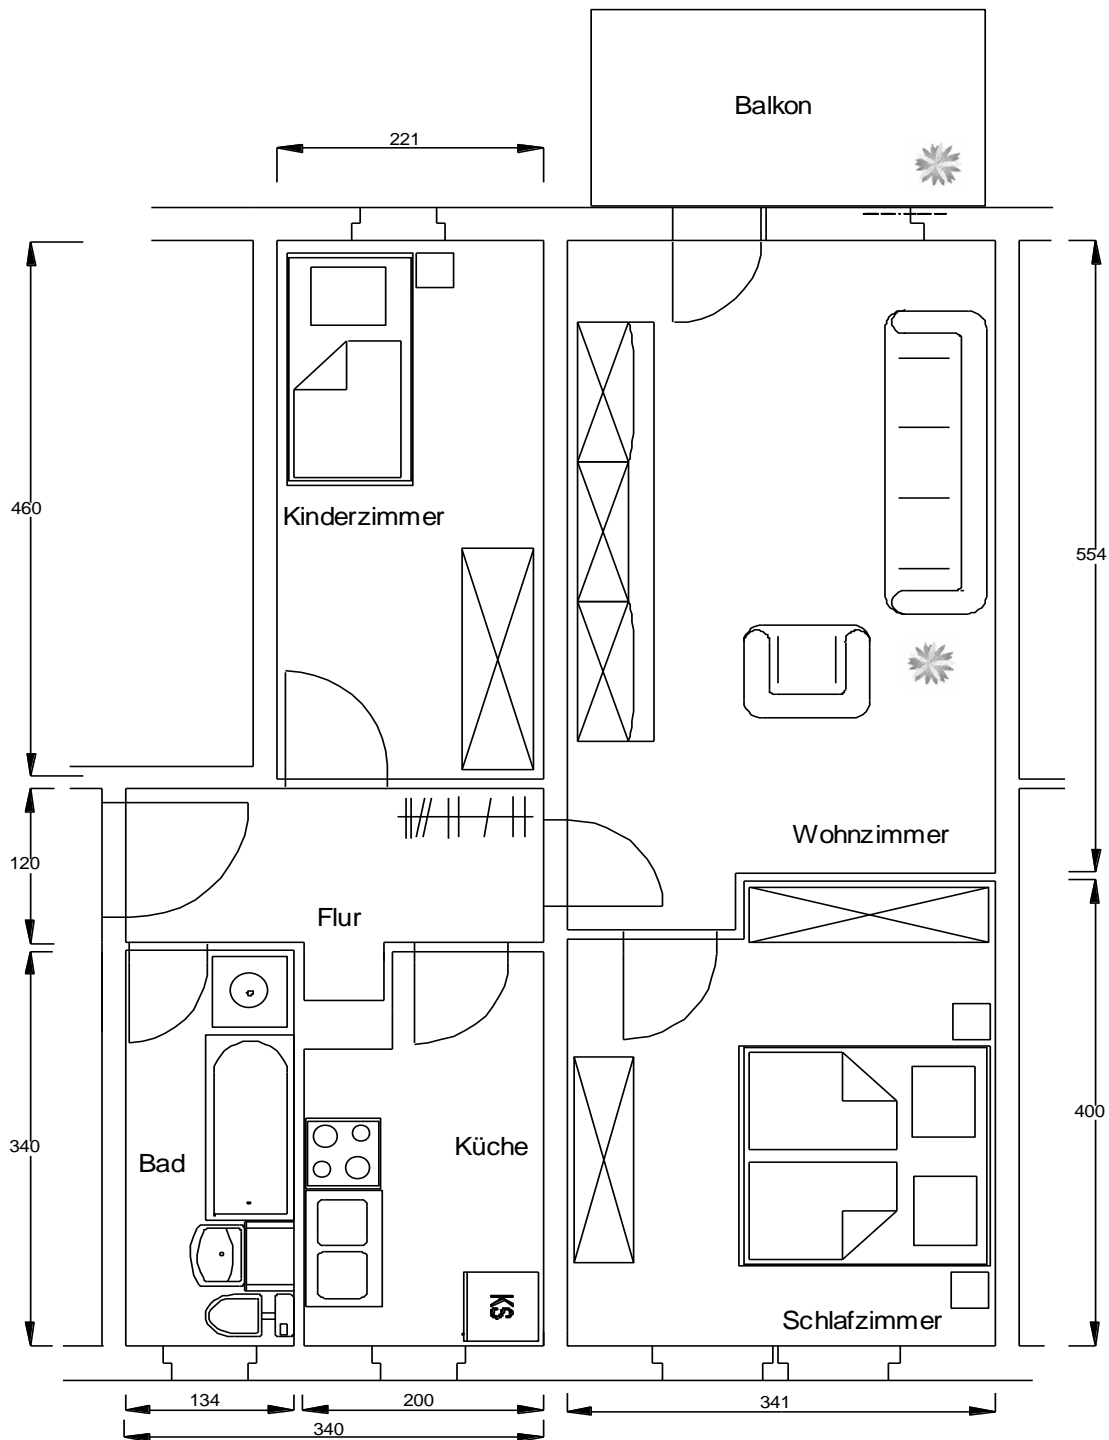 Balkon
221
460
Kinderzimmer
554
Wohnzimmer
120
Flur
400
340
Bad
Küche
KS
Schlafzimmer
134
200
341
340